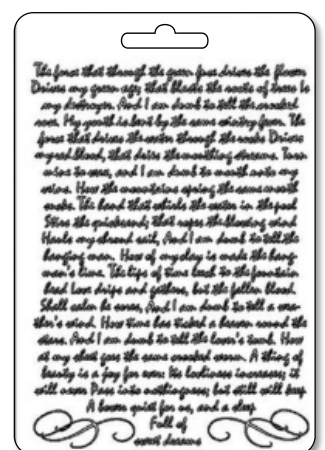 The force that through the green fuse drives the flower
Drives my green age; that blasts the roots of trees Is
my destroyer. And I am dumb to tell the crooked
rose My youth is bent by the same wintry fever. The
force that drives the water through the rocks Drives
my red blood; that dries the mouthing streams Turns
mine to wax, and I am dumb to mouth unto my
veins How the mountain spring the same mouth
sucks. The hand that whirls the water in the pool
Stirs the quicksand; that ropes the blowing wind
Hauls my shroud sail, And I am dumb to tell the
hanging man How of my clay is made the hang-
man's lime. The lips of time leech to the fountain
head Love drips and gathers, but the fallen blood
Shall calm he sores, And I am dumb to tell a wea-
ther's wind How time has ticked a heaven round the
stars. And I am dumb to tell the lover's tomb How
at my sheet goes the same crooked worm. A thing of
beauty is a joy for ever: Its loveliness increases; it
will never Pass into nothingness; but still will keep
A bower quiet for us, and a sleep
Full of
sweet dreams